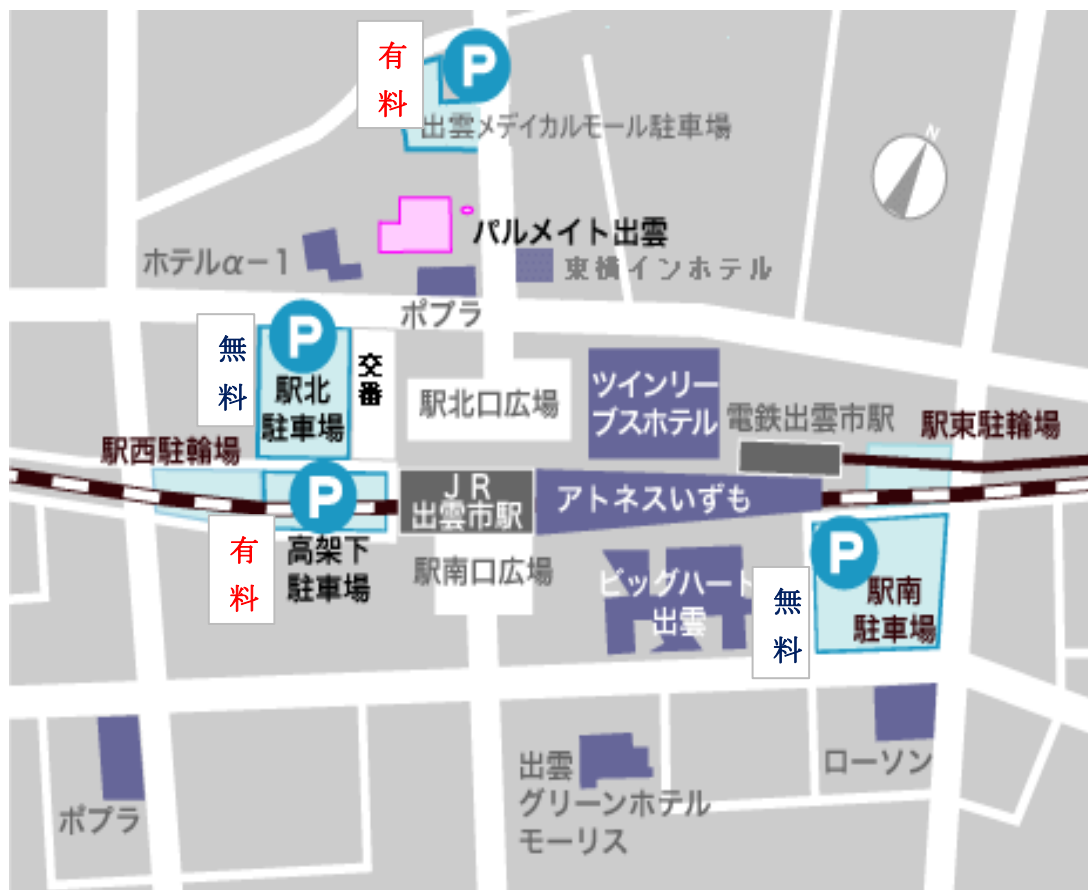 有
料
P
出雲メディカルモール駐車場
N
パルメイト出雲
ホテルα−1
東横インホテル
ポプラ
無
料
P
駅北
駐車場
交
番
駅北口広場
ツインリー
ブスホテル
電鉄出雲市駅
駅東駐輪場
駅西駐輪場
P
JR
出雲市駅
アトネスいずも
有
料
高架下
駐車場
駅南口広場
ビッグハート
出雲
無
料
P
駅南
駐車場
ポプラ
出雲
グリーンホテル
モーリス
ローソン